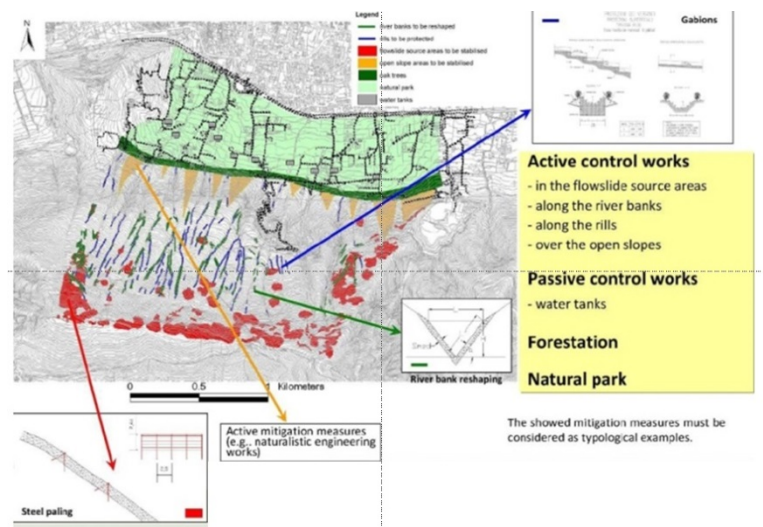 N
Legend
river banks to be reshaped
rills to be protected
flowslide source areas to be stabilised
open slope areas to be stabilised
oak trees
natural park
water tanks
Gabions
Active control works
- in the flowslide source areas
- along the river banks
- along the rills
- over the open slopes
Passive control works
- water tanks
Forestation
Natural park
River bank reshaping
0 0.5 1 Kilometers
Active mitigation measures
(e.g., naturalistic engineering
works)
The showed mitigation measures must be
considered as typological examples.
Steel paling